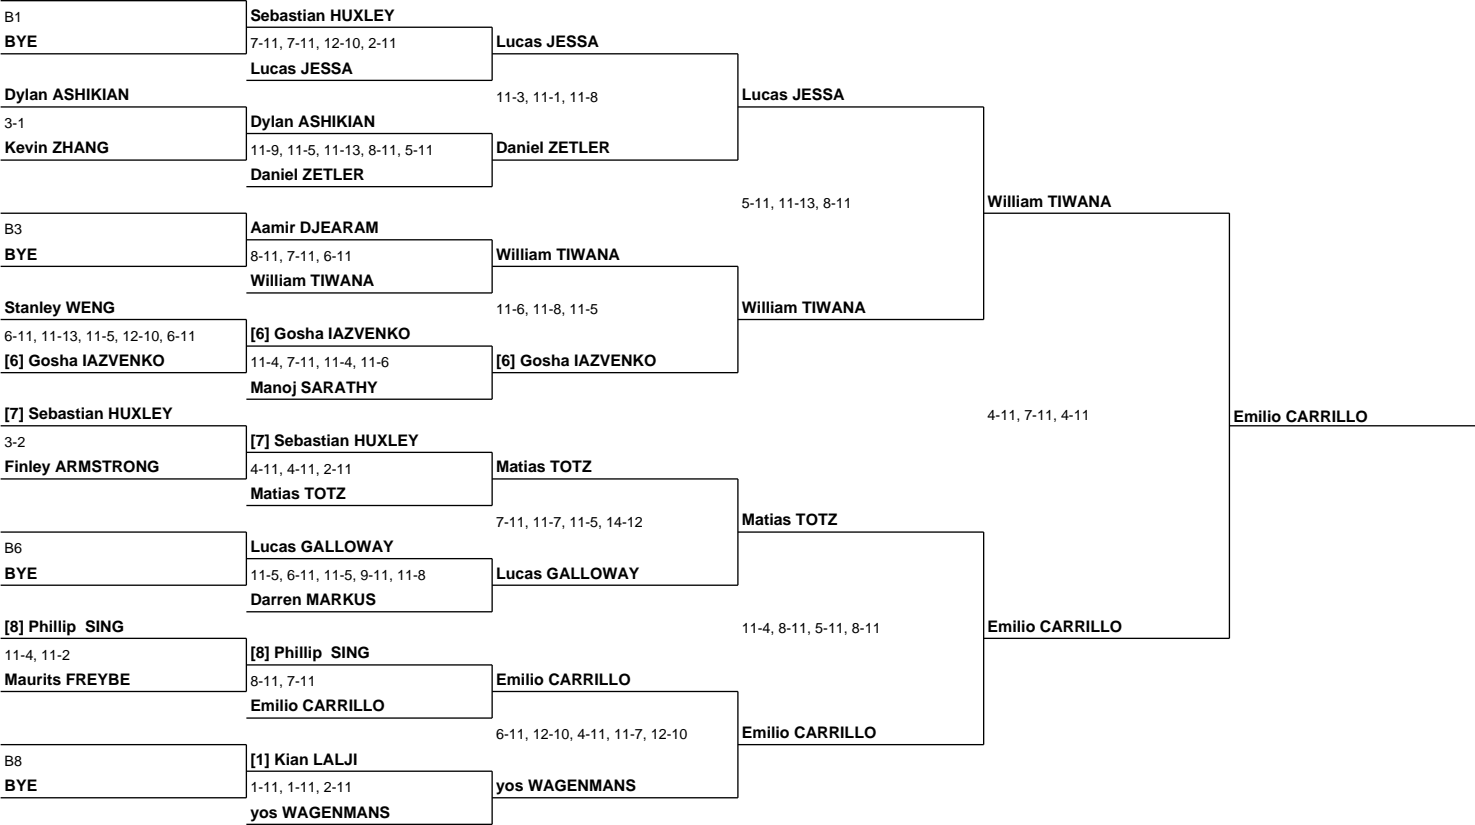 B1
BYE
Dylan ASHIKIAN
3-1
Kevin ZHANG
B3
BYE
Stanley WENG
6-11, 11-13, 11-5, 12-10, 6-11
[6] Gosha IAZVENKO
[7] Sebastian HUXLEY
3-2
Finley ARMSTRONG
B6
BYE
[8] Phillip  SING
11-4, 11-2
Maurits FREYBE
B8
BYE
Sebastian HUXLEY
7-11, 7-11, 12-10, 2-11
Lucas JESSA
Dylan ASHIKIAN
11-9, 11-5, 11-13, 8-11, 5-11
Daniel ZETLER
Aamir DJEARAM
8-11, 7-11, 6-11
William TIWANA
[6] Gosha IAZVENKO
11-4, 7-11, 11-4, 11-6
Manoj SARATHY
[7] Sebastian HUXLEY
4-11, 4-11, 2-11
Matias TOTZ
Lucas GALLOWAY
11-5, 6-11, 11-5, 9-11, 11-8
Darren MARKUS
[8] Phillip  SING
8-11, 7-11
Emilio CARRILLO
[1] Kian LALJI
1-11, 1-11, 2-11
yos WAGENMANS
Lucas JESSA
11-3, 11-1, 11-8
Daniel ZETLER
William TIWANA
11-6, 11-8, 11-5
[6] Gosha IAZVENKO
Matias TOTZ
7-11, 11-7, 11-5, 14-12
Lucas GALLOWAY
Emilio CARRILLO
6-11, 12-10, 4-11, 11-7, 12-10
yos WAGENMANS
Lucas JESSA
5-11, 11-13, 8-11
William TIWANA
Matias TOTZ
11-4, 8-11, 5-11, 8-11
Emilio CARRILLO
William TIWANA
4-11, 7-11, 4-11
Emilio CARRILLO
Emilio CARRILLO